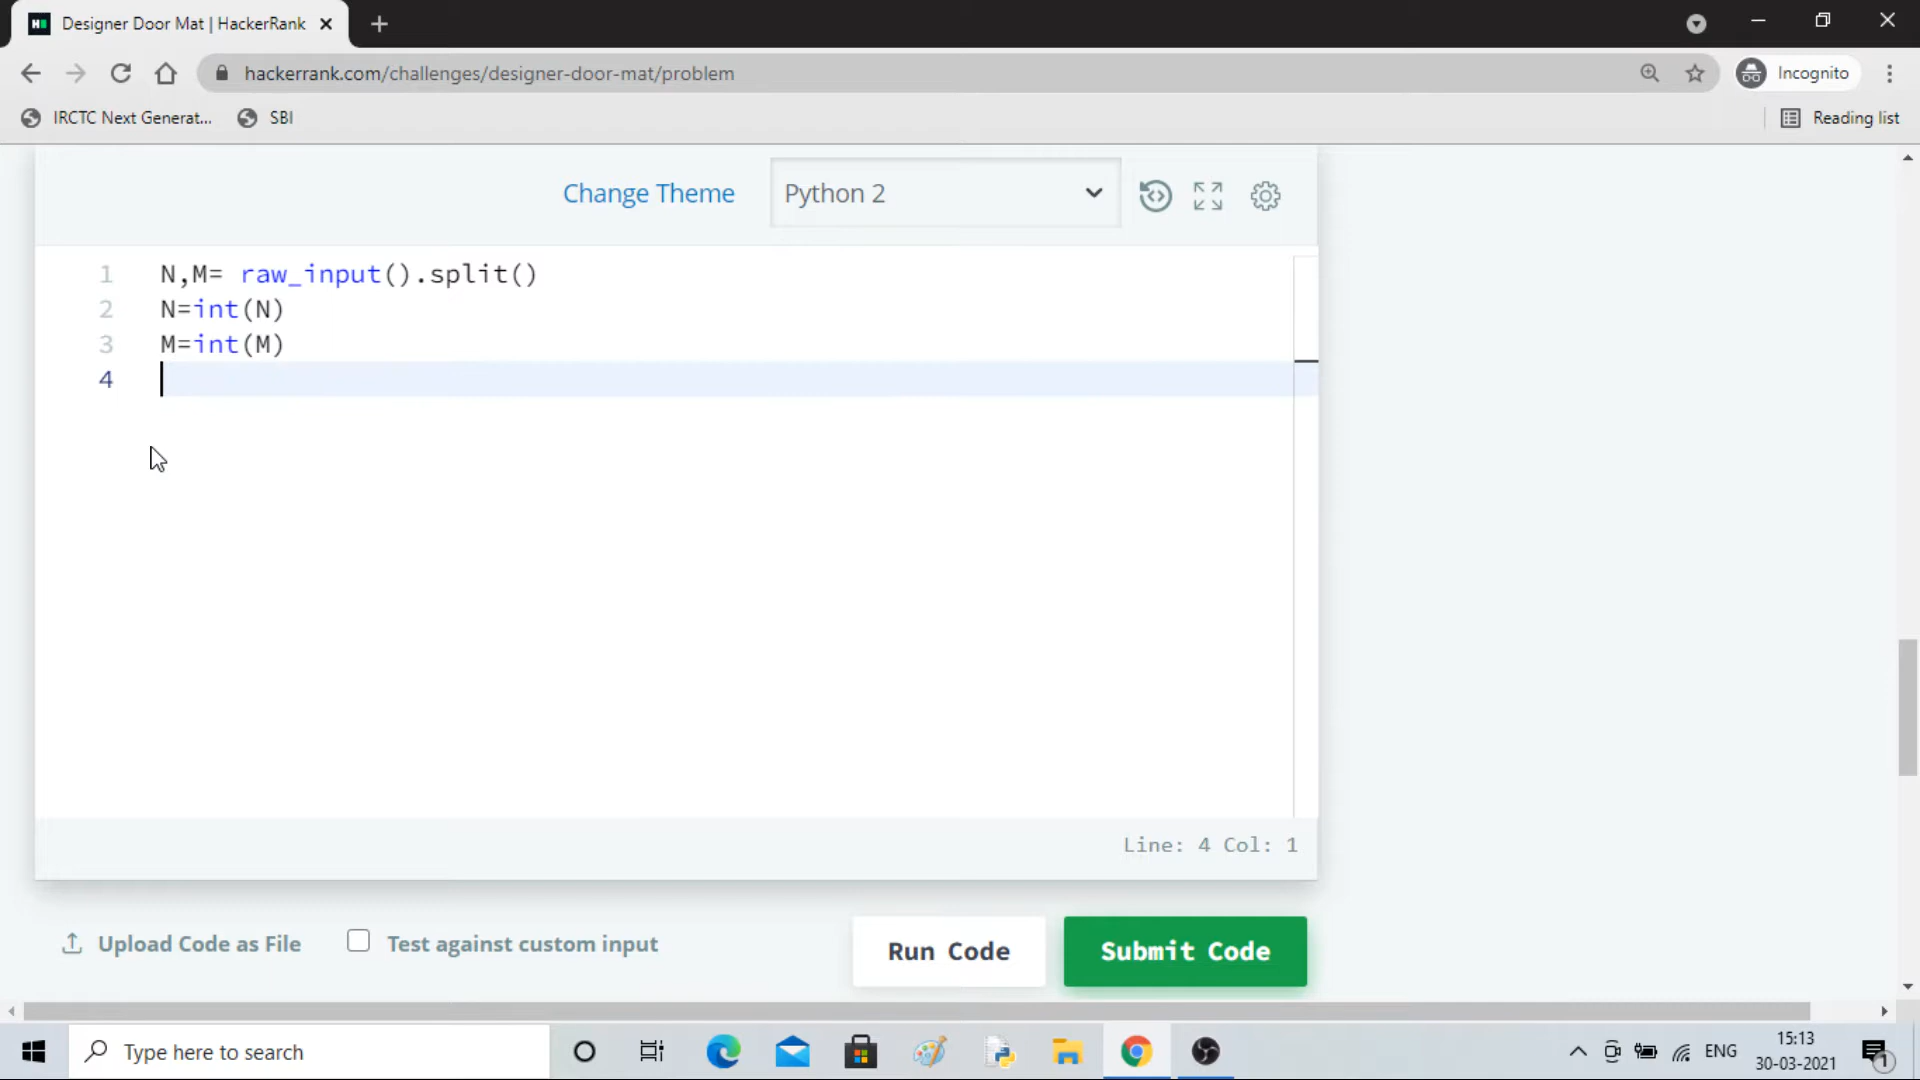 Designer Door Mat | HackerRank
hackerrank.com/challenges/designer-door-mat/problem
Incognito
IRCTC Next Generat...
SBI
Reading list
Change Theme
Python 2
1 N,M= raw_input().split()
2 N=int(N)
3 M=int(M)
4
Line: 4 Col: 1
Upload Code as File
Test against custom input
Run Code
Submit Code
Type here to search
ENG
15:13
30-03-2021
1